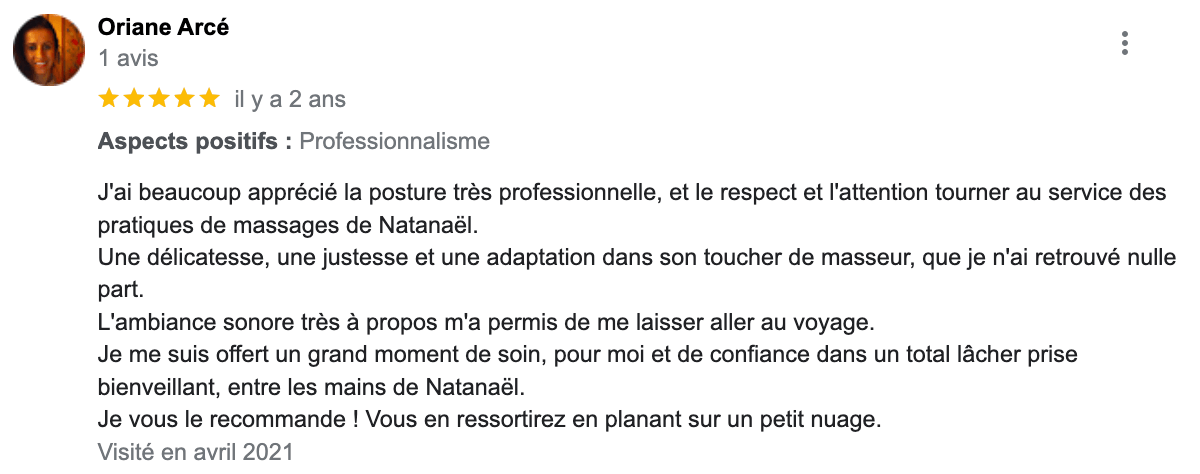 Oriane Arcé
1 avis
il y a 2 ans
Aspects positifs : Professionnalisme
J'ai beaucoup apprécié la posture très professionnelle, et le respect et l'attention tourner au service des
pratiques de massages de Natanaël.
Une délicatesse, une justesse et une adaptation dans son toucher de masseur, que je n'ai retrouvé nulle
part.
L'ambiance sonore très à propos m'a permis de me laisser aller au voyage.
Je me suis offert un grand moment de soin, pour moi et de confiance dans un total lâcher prise
bienveillant, entre les mains de Natanaël.
Je vous le recommande ! Vous en ressortirez en planant sur un petit nuage.
Visité en avril 2021